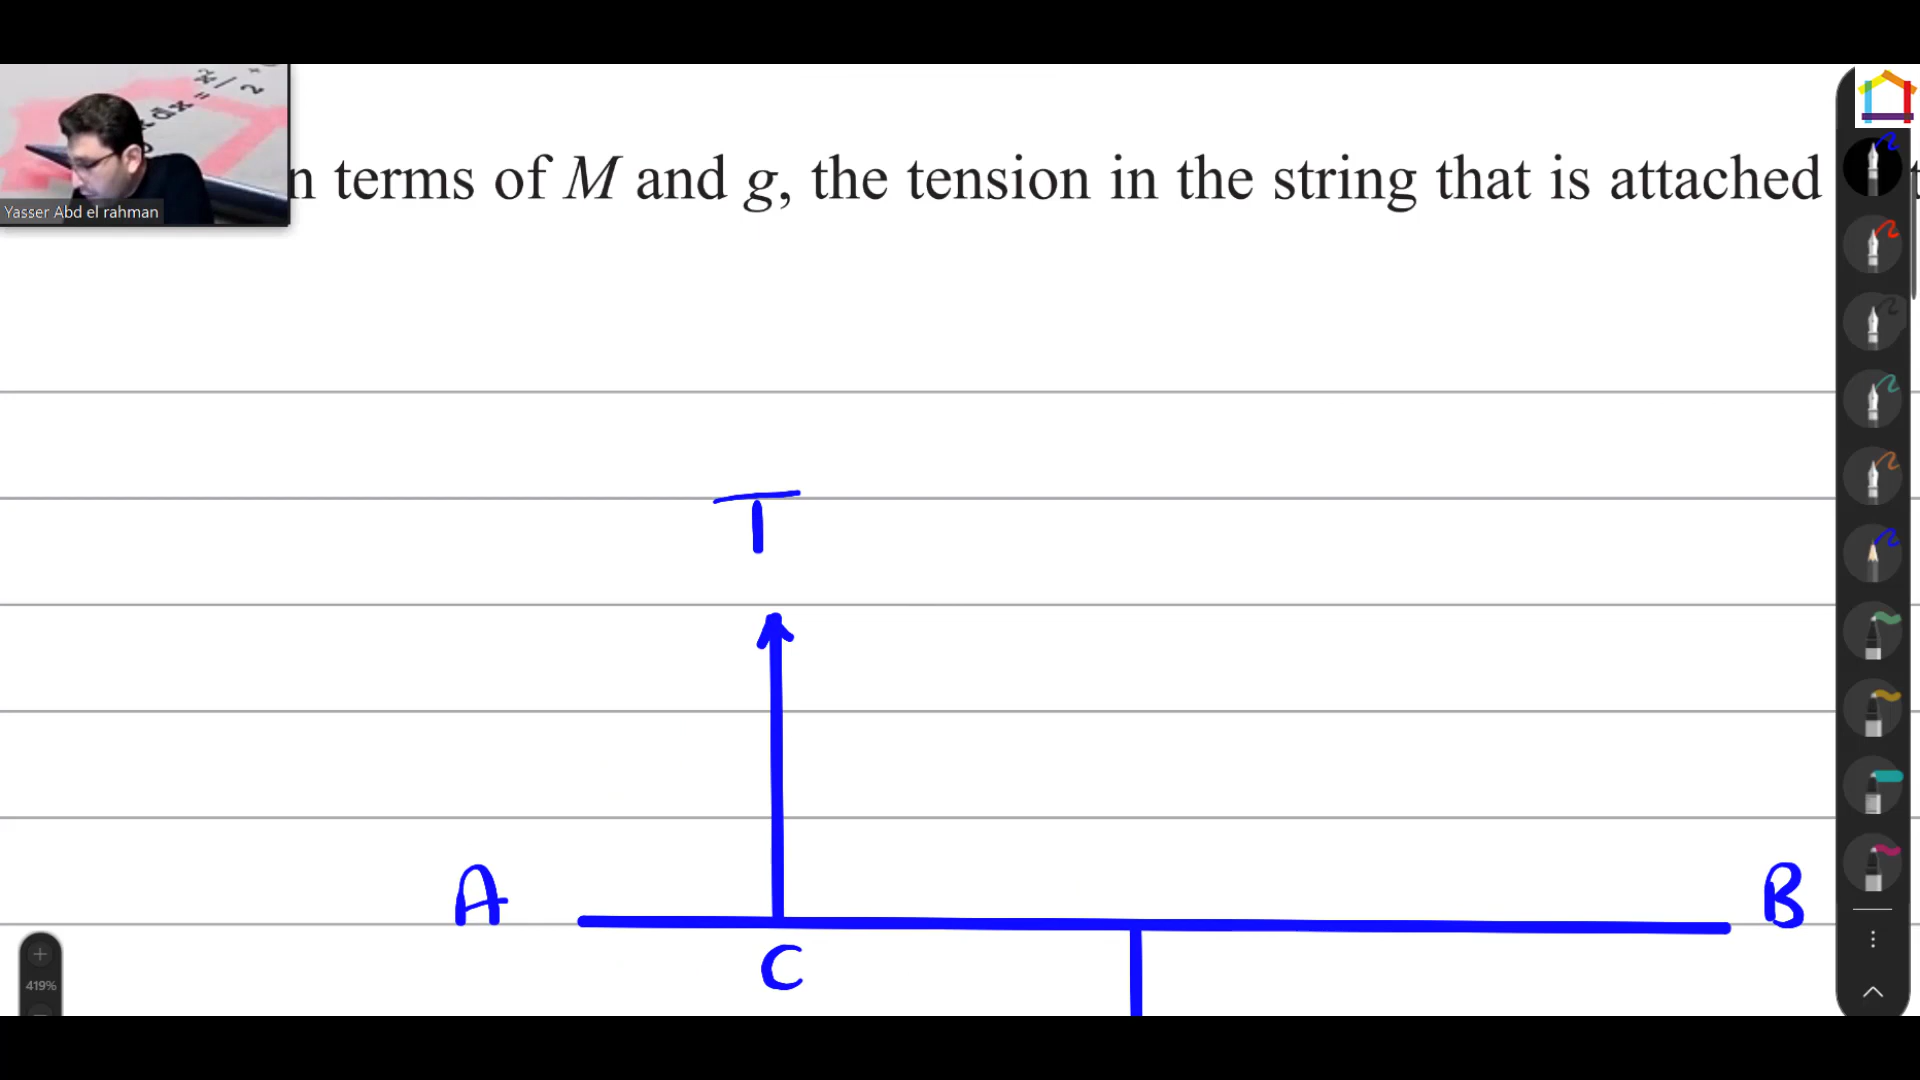 n terms of M and g, the tension in the string that is attached
Yasser Abd el rahman
T
A
B
C
419%